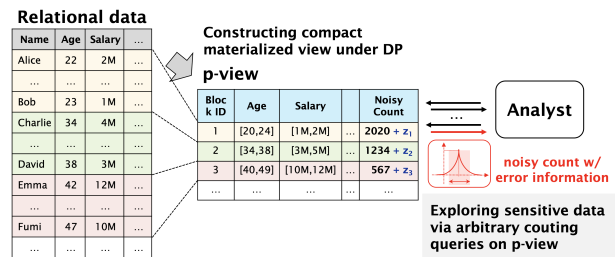 Relational data
Name Age Salary ...
Alice 22 2M ...
... ... ... ...
Bob 23 1M ...
Charlie 34 4M ...
... ... ... ...
David 38 3M ...
Emma 42 12M ...
... ... ... ...
Fumi 47 10M ...
... ... ... ...
Constructing compact
materialized view under DP
p-view
Bloc
k ID Age Salary ... Noisy
Count
1 [20,24] [1M,2M] ... 2020 + z1
2 [34,38] [3M,5M] ... 1234 + z2
3 [40,49] [10M,12M] ... 567 + z3
... ... ... ... ...
...
Analyst
noisy count w/
error information
Exploring sensitive data
via arbitrary couting
queries on p-view